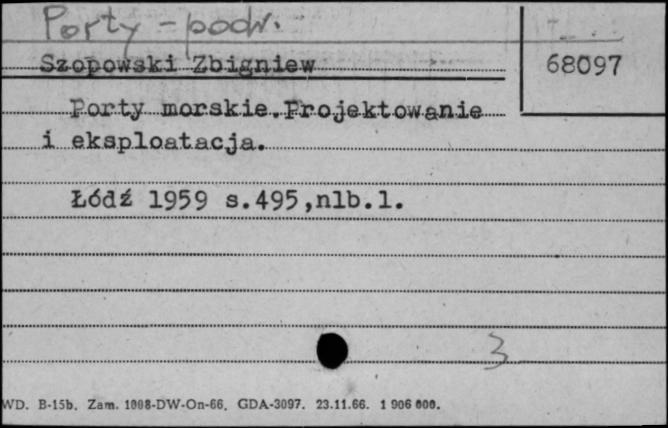 Porty - podr.
Szopowski Zbigniew
68097
Porty morskie.Projektowanie
i eksploatacja.
Łódź 1959 s.495,nlb.l.
3
WD. B-15b. Zam. 1008-DW-On-66. GDA-3097. 23.11.66. 1 906 000.